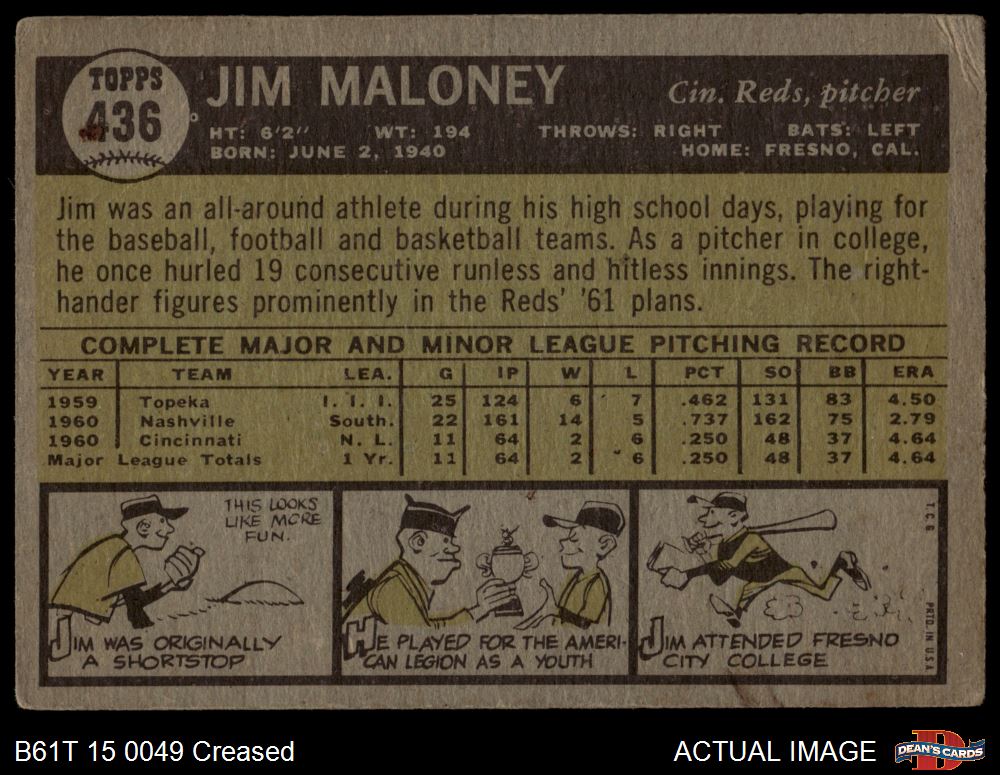 TOPPS
436
JIM MALONEY
Cin. Reds, pitcher
HT: 6'2" WT: 194 THROWS: RIGHT BATS: LEFT
BORN: JUNE 2, 1940 HOME: FRESNO, CAL.
Jim was an all-around athlete during his high school days, playing for
the baseball, football and basketball teams. As a pitcher in college,
he once hurled 19 consecutive runless and hitless innings. The right-
hander figures prominently in the Reds' '61 plans.
COMPLETE MAJOR AND MINOR LEAGUE PITCHING RECORD
YEAR TEAM LEA. G IP W L PCT SO BB ERA
1959 Topeka I. I. I. 25 124 6 7 .462 131 83 4.50
1960 Nashville South. 22 161 14 5 .737 162 75 2.79
1960 Cincinnati N. L. 11 64 2 6 .250 48 37 4.64
Major League Totals 1 Yr. 11 64 2 6 .250 48 37 4.64
THIS LOOKS
LIKE MORE
FUN.
JIM WAS ORIGINALLY
A SHORTSTOP
HE PLAYED FOR THE AMERI-
CAN LEGION AS A YOUTH
JIM ATTENDED FRESNO
CITY COLLEGE
T.C.G.
PRTD. IN U.S.A.
B61T 15 0049 Creased
ACTUAL IMAGE
D
DEAN'S CARDS